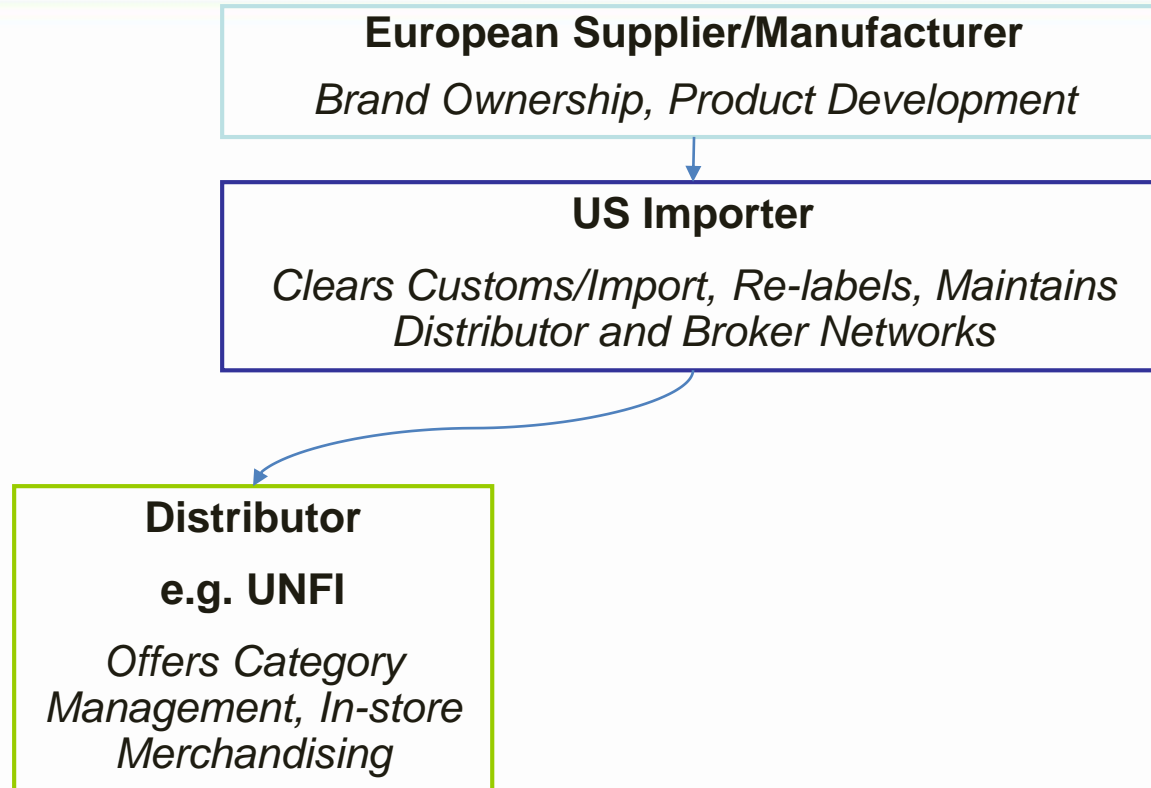 European Supplier/Manufacturer
Brand Ownership, Product Development
US Importer
Clears Customs/Import, Re-labels, Maintains
Distributor and Broker Networks
Distributor
e.g. UNFI
Offers Category
Management, In-store
Merchandising